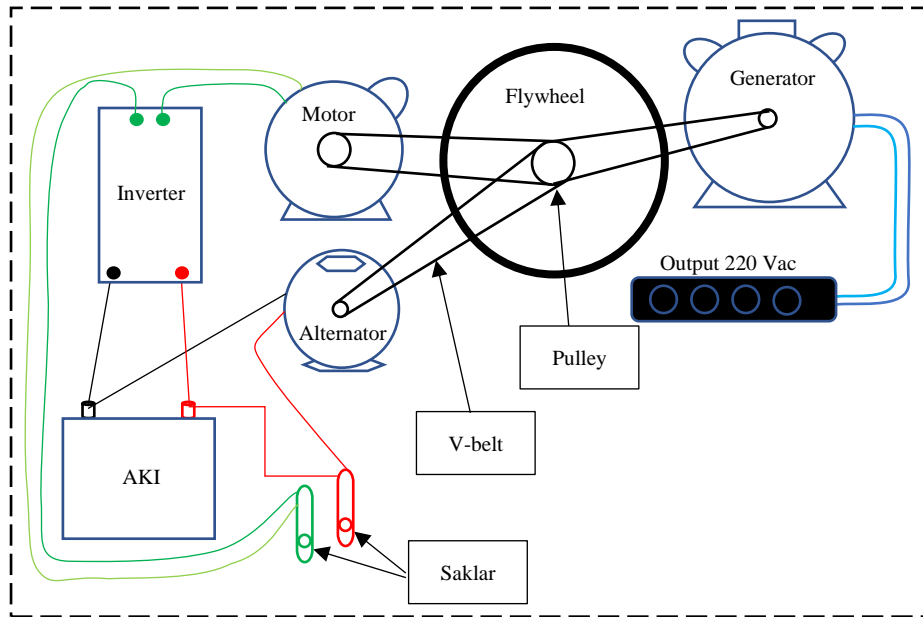 Generator
Flywheel
Motor
Inverter
Output 220 Vac
Alternator
Pulley
V-belt
AKI
Saklar